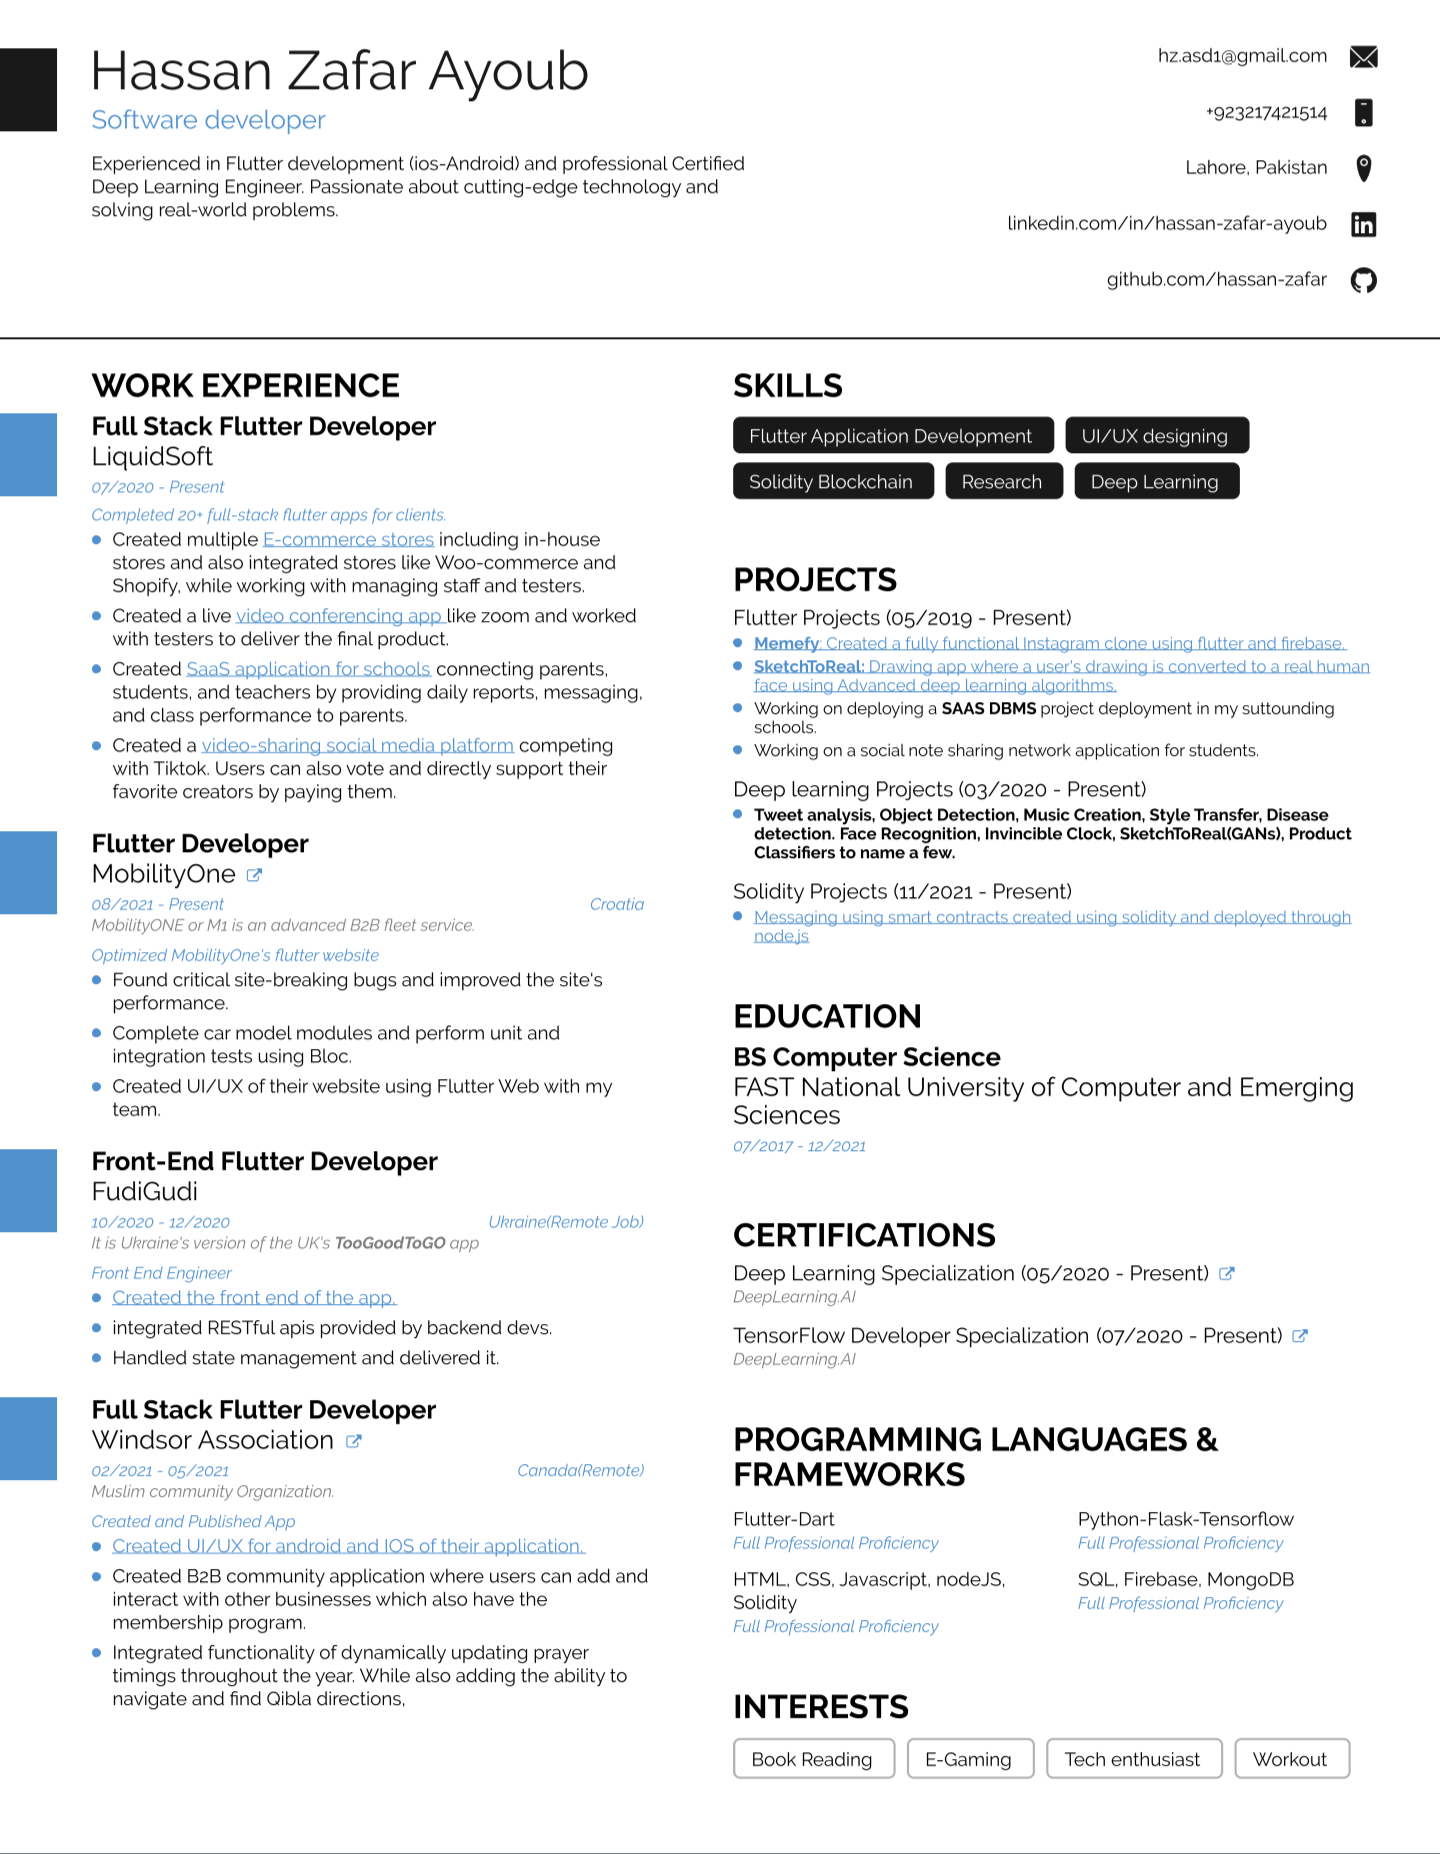 Hassan Zafar Ayoub
Software developer
Experienced in Flutter development (ios-Android) and professional Certified
Deep Learning Engineer. Passionate about cutting-edge technology and
solving real-world problems.
hz.asd1@gmail.com
+923217421514
Lahore, Pakistan
linkedin.com/in/hassan-zafar-ayoub
github.com/hassan-zafar
WORK EXPERIENCE
Full Stack Flutter Developer
LiquidSoft
07/2020 - Present
Completed 20+ full-stack flutter apps for clients.
Created multiple E-commerce stores including in-house
stores and also integrated stores like Woo-commerce and
Shopify, while working with managing staff and testers.
Created a live video conferencing app like zoom and worked
with testers to deliver the final product.
Created SaaS application for schools connecting parents,
students, and teachers by providing daily reports, messaging,
and class performance to parents.
Created a video-sharing social media platform competing
with Tiktok. Users can also vote and directly support their
favorite creators by paying them.
Flutter Developer
MobilityOne
08/2021 - Present Croatia
MobilityONE or M1 is an advanced B2B fleet service.
Optimized MobilityOne's flutter website
Found critical site-breaking bugs and improved the site's
performance.
Complete car model modules and perform unit and
integration tests using Bloc.
Created UI/UX of their website using Flutter Web with my
team.
Front-End Flutter Developer
FudiGudi
10/2020 - 12/2020 Ukraine(Remote Job)
It is Ukraine's version of the UK's TooGoodToGO app
Front End Engineer
Created the front end of the app.
integrated RESTful apis provided by backend devs.
Handled state management and delivered it.
Full Stack Flutter Developer
Windsor Association
02/2021 - 05/2021 Canada(Remote)
Muslim community Organization.
Created and Published App
Created UI/UX for android and IOS of their application.
Created B2B community application where users can add and
interact with other businesses which also have the
membership program.
Integrated functionality of dynamically updating prayer
timings throughout the year. While also adding the ability to
navigate and find Qibla directions,
SKILLS
Flutter Application Development UI/UX designing
Solidity Blockchain Research Deep Learning
PROJECTS
Flutter Projects (05/2019 - Present)
Memefy: Created a fully functional Instagram clone using flutter and firebase.
SketchToReal: Drawing app where a user's drawing is converted to a real human
face using Advanced deep learning algorithms.
Working on deploying a SAAS DBMS project deployment in my suttounding
schools.
Working on a social note sharing network application for students.
Deep learning Projects (03/2020 - Present)
Tweet analysis, Object Detection, Music Creation, Style Transfer, Disease
detection. Face Recognition, Invincible Clock, SketchToReal(GANs), Product
Classifiers to name a few.
Solidity Projects (11/2021 - Present)
Messaging using smart contracts created using solidity and deployed through
node.js
EDUCATION
BS Computer Science
FAST National University of Computer and Emerging
Sciences
07/2017 - 12/2021
CERTIFICATIONS
Deep Learning Specialization (05/2020 - Present)
DeepLearning.AI
TensorFlow Developer Specialization (07/2020 - Present)
DeepLearning.AI
PROGRAMMING LANGUAGES &
FRAMEWORKS
Flutter-Dart
Full Professional Proficiency
Python-Flask-Tensorflow
Full Professional Proficiency
HTML, CSS, Javascript, nodeJS,
Solidity
Full Professional Proficiency
SQL, Firebase, MongoDB
Full Professional Proficiency
INTERESTS
Book Reading E-Gaming Tech enthusiast Workout